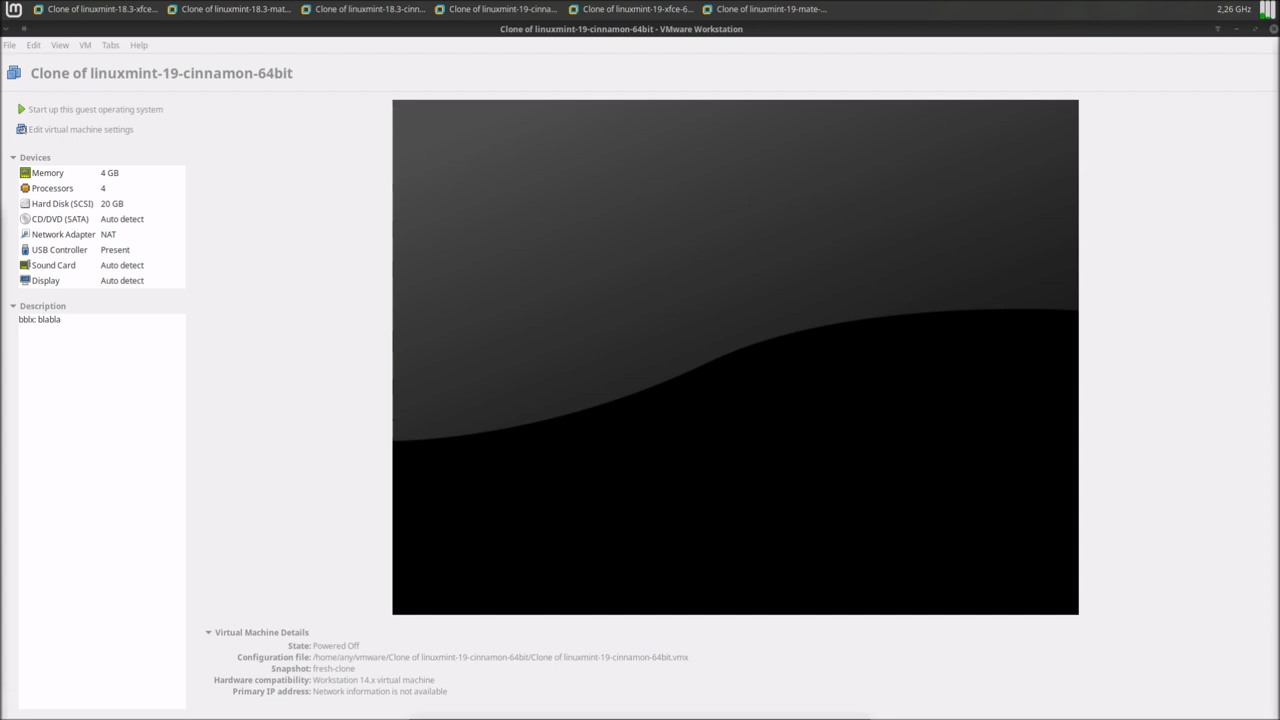 Clone of linuxmint-18.3-xfce... Clone of linuxmint-18.3-mat... Clone of linuxmint-18.3-cinn... Clone of linuxmint-19-cinna... Clone of linuxmint-19-xfce-6... Clone of linuxmint-19-mate-... 2,26 GHz
Clone of linuxmint-19-cinnamon-64bit - VMware Workstation
File Edit View VM Tabs Help
Clone of linuxmint-19-cinnamon-64bit
Start up this guest operating system
Edit virtual machine settings
Devices
Memory 4 GB
Processors 4
Hard Disk (SCSI) 20 GB
CD/DVD (SATA) Auto detect
Network Adapter NAT
USB Controller Present
Sound Card Auto detect
Display Auto detect
Description
bblx: blabla
Virtual Machine Details
State: Powered Off
Configuration file: /home/any/vmware/Clone of linuxmint-19-cinnamon-64bit/Clone of linuxmint-19-cinnamon-64bit.vmx
Snapshot: fresh-clone
Hardware compatibility: Workstation 14.x virtual machine
Primary IP address: Network information is not available